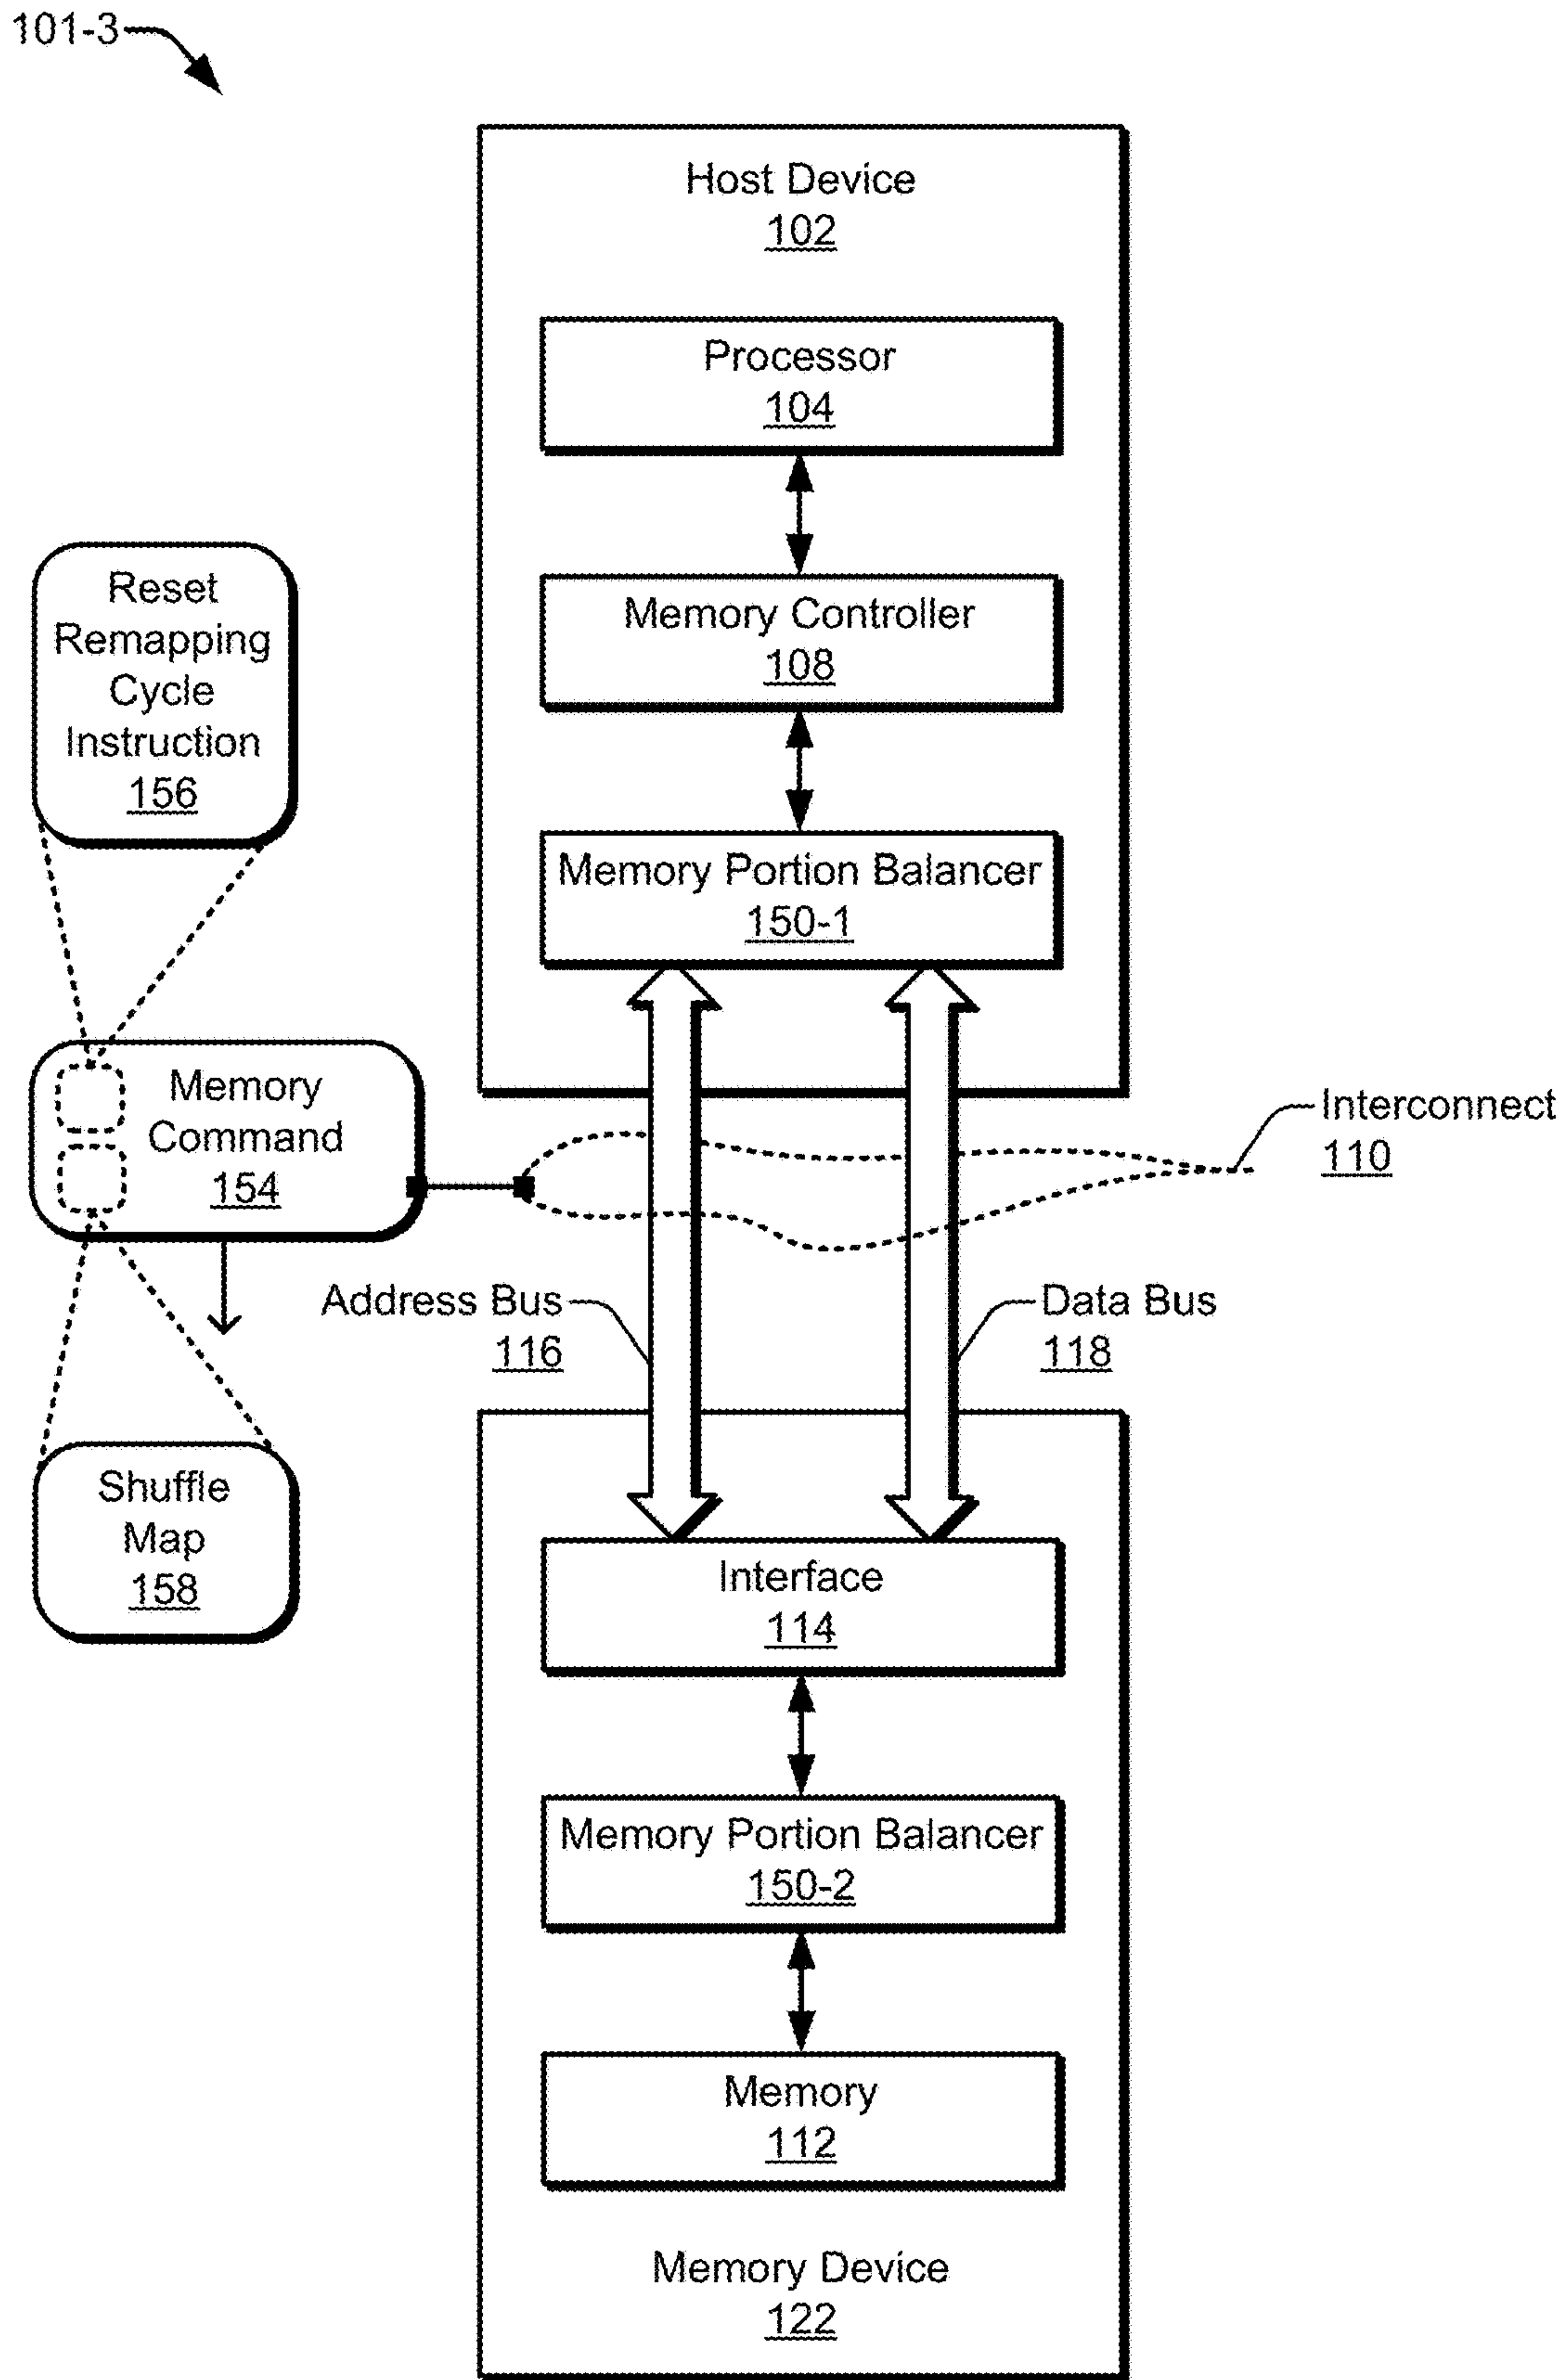 101-3
Host Device
102
Processor
104
Memory Controller
108
Memory Portion Balancer
150-1
Reset
Remapping
Cycle
Instruction
156
Memory
Command
154
Shuffle
Map
158
Interconnect
110
Address Bus
116
Data Bus
118
Interface
114
Memory Portion Balancer
150-2
Memory
112
Memory Device
122